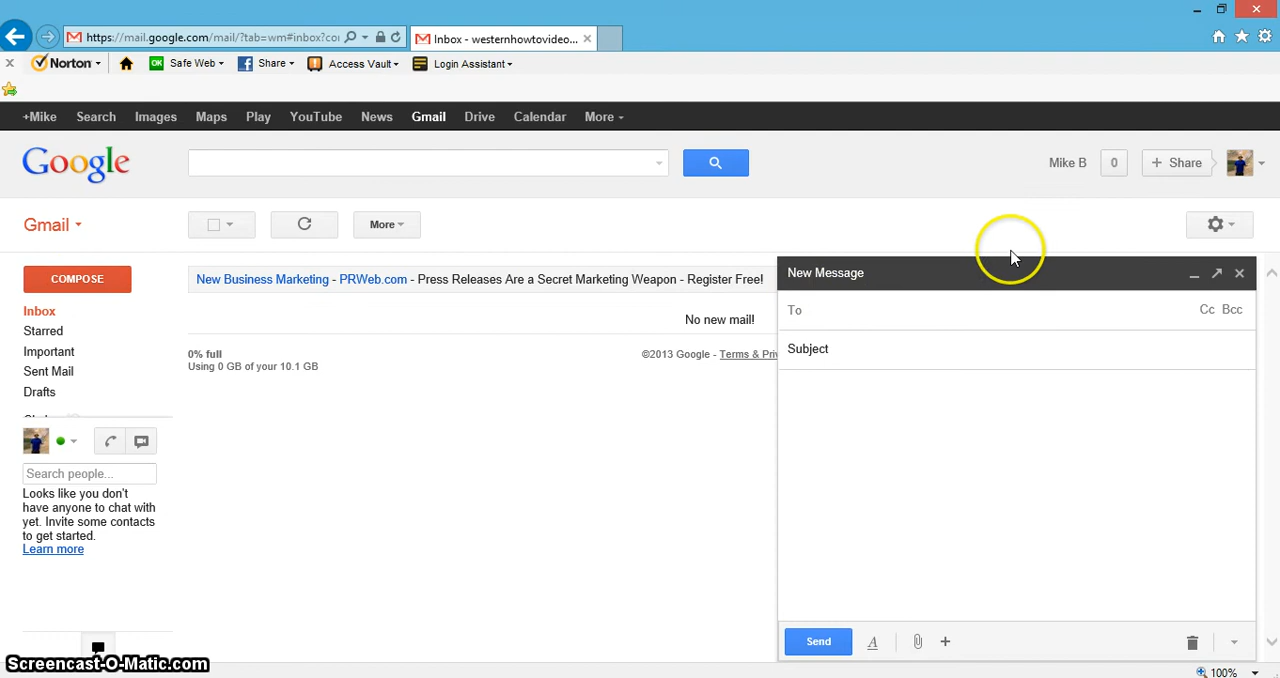 https://mail.google.com/mail/?tab=wm#inbox?co
Inbox - westernhowtovideo...
Norton
OK Safe Web
Share
Access Vault
Login Assistant
+Mike Search Images Maps Play YouTube News Gmail Drive Calendar More
Google
Mike B 0 + Share
Gmail
More
COMPOSE
New Business Marketing - PRWeb.com - Press Releases Are a Secret Marketing Weapon - Register Free!
No new mail!
0% full
Using 0 GB of your 10.1 GB
©2013 Google - Terms & Priv
Inbox
Starred
Important
Sent Mail
Drafts
Search people...
Looks like you don't
have anyone to chat with
yet. Invite some contacts
to get started.
Learn more
New Message
To Cc Bcc
Subject
Send A
Screencast-O-Matic.com
100%